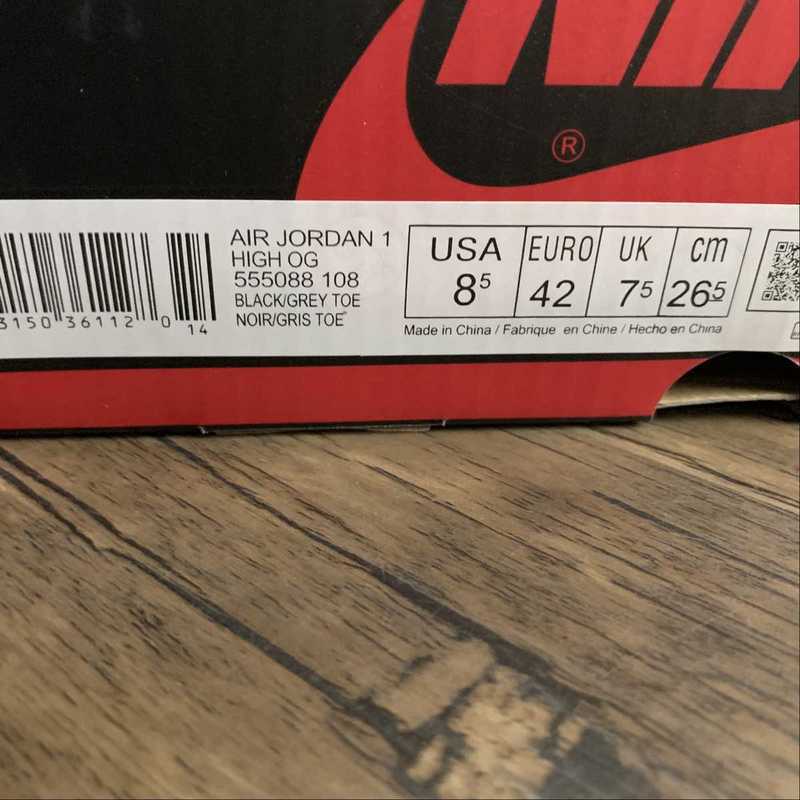 ®
AIR JORDAN 1
HIGH OG
555088 108
BLACK/GREY TOE
NOIR/GRIS TOE
USA EURO UK cm
8⁵ 42 7⁵ 26⁵
3150 36112 0 14
Made in China / Fabrique en Chine / Hecho en China